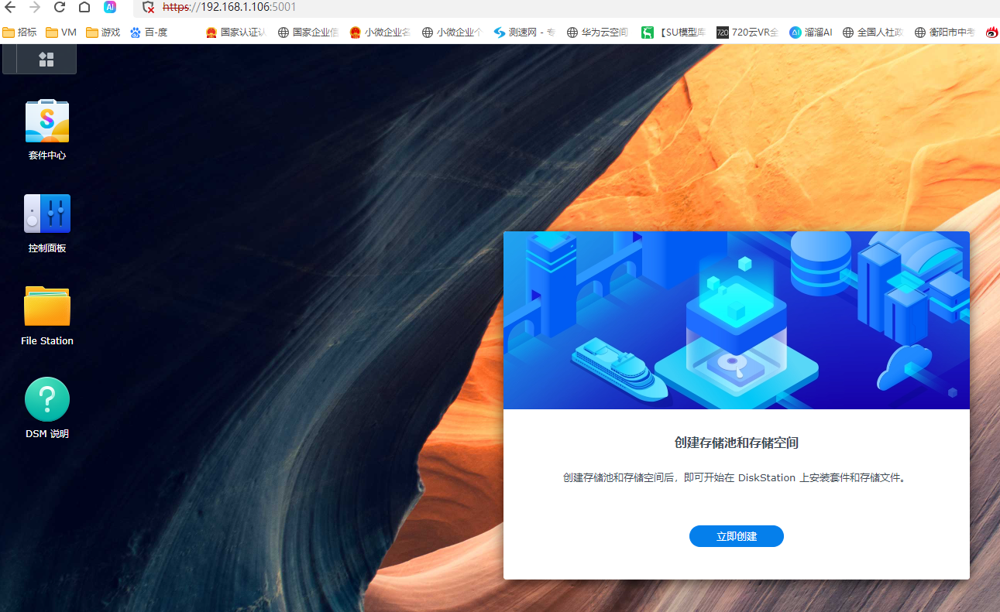 https://192.168.1.106:5001
招标 VM 游戏 百-度 国家认证认 国家企业信 小微企业名 小微企业个 测速网 - 专 华为云空间 【SU模型库 720云VR全 溜溜AI 全国人社政 衡阳市中考
套件中心
控制面板
File Station
DSM 说明
创建存储池和存储空间
创建存储池和存储空间后，即可开始在 DiskStation 上安装套件和存储文件。
立即创建